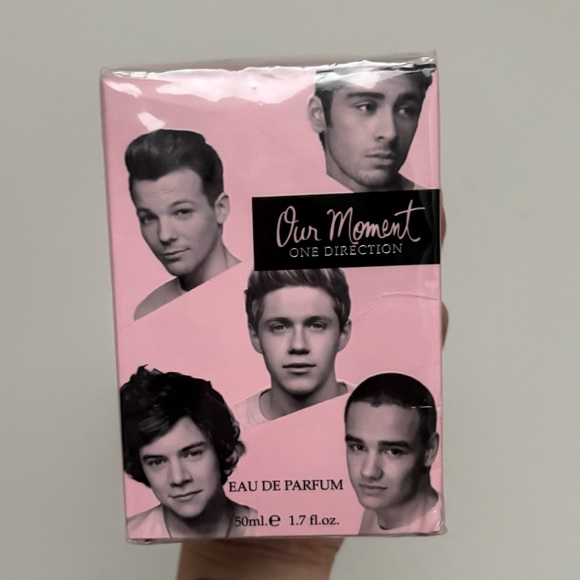 Our Moment
ONE DIRECTION
EAU DE PARFUM
50ml.℮ 1.7 fl.oz.